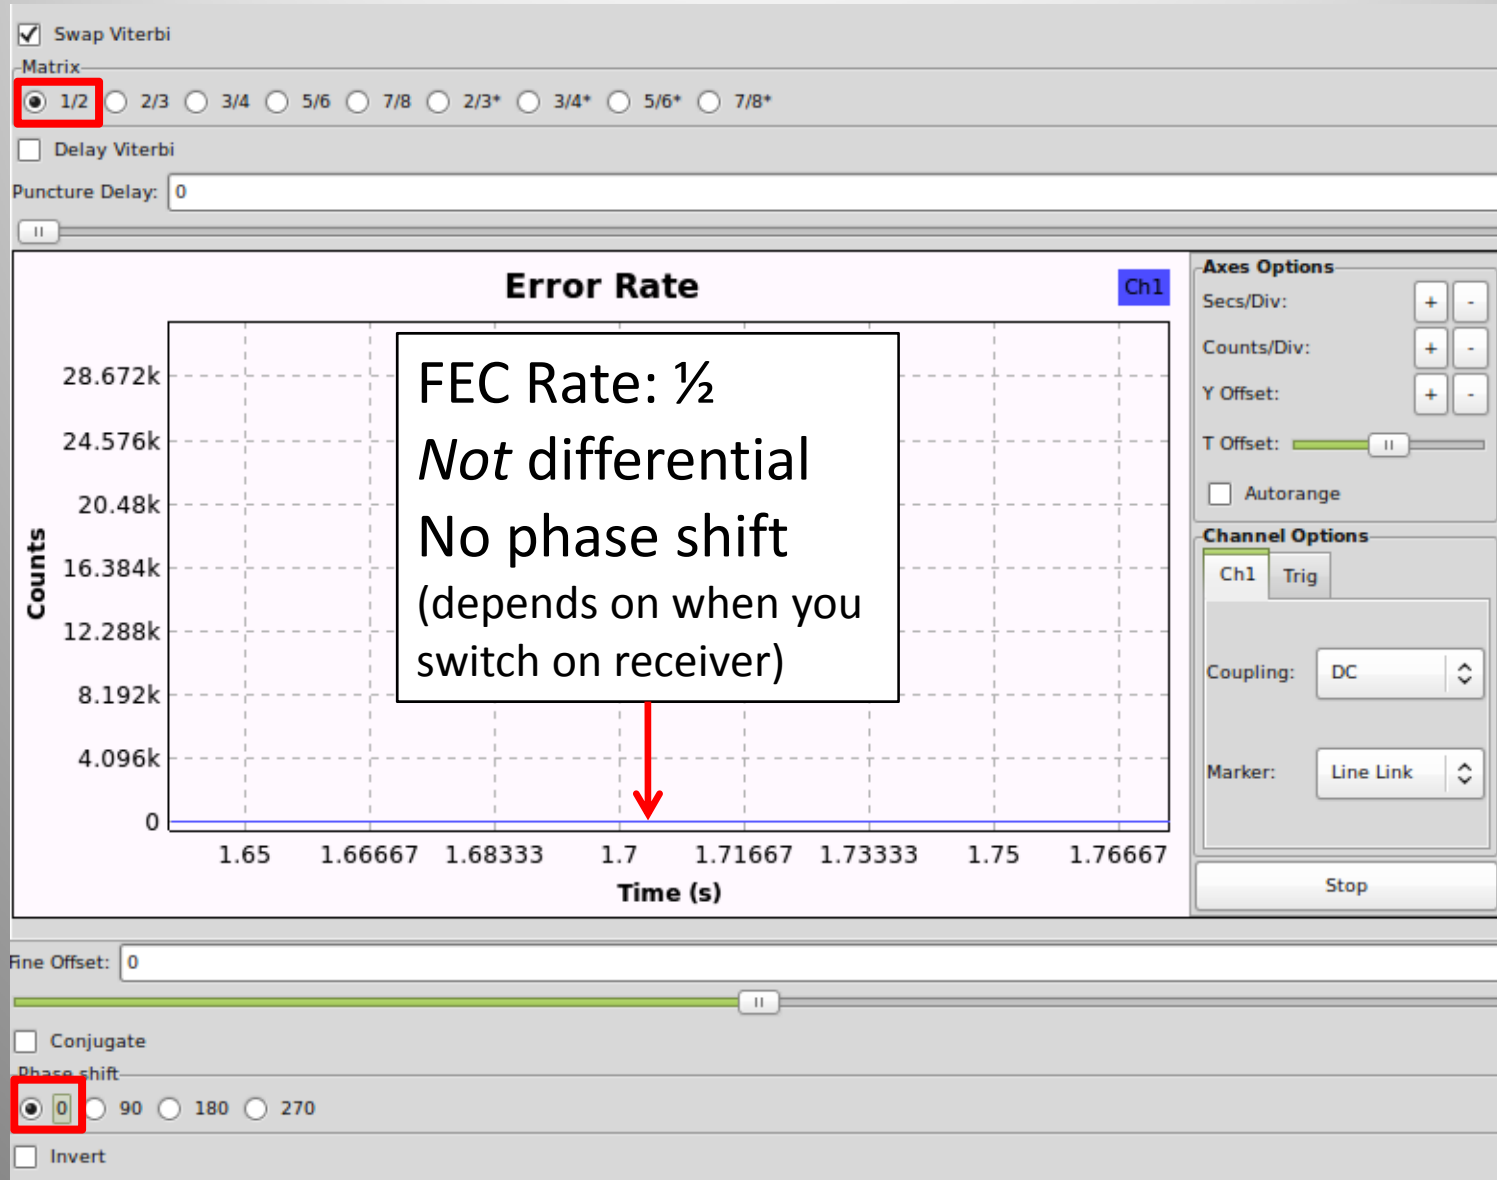 Swap Viterbi
Matrix
1/2 2/3 3/4 5/6 7/8 2/3* 3/4* 5/6* 7/8*
Delay Viterbi
Puncture Delay: 0
Error Rate
Ch1
28.672k
24.576k
20.48k
16.384k
12.288k
8.192k
4.096k
0
Counts
1.65 1.66667 1.68333 1.7 1.71667 1.73333 1.75 1.76667
Time (s)
FEC Rate: ½
Not differential
No phase shift
(depends on when you
switch on receiver)
Axes Options
Secs/Div: + -
Counts/Div: + -
Y Offset: + -
T Offset:
Autorange
Channel Options
Ch1 Trig
Coupling: DC
Marker: Line Link
Stop
Fine Offset: 0
Conjugate
Phase shift
0 90 180 270
Invert